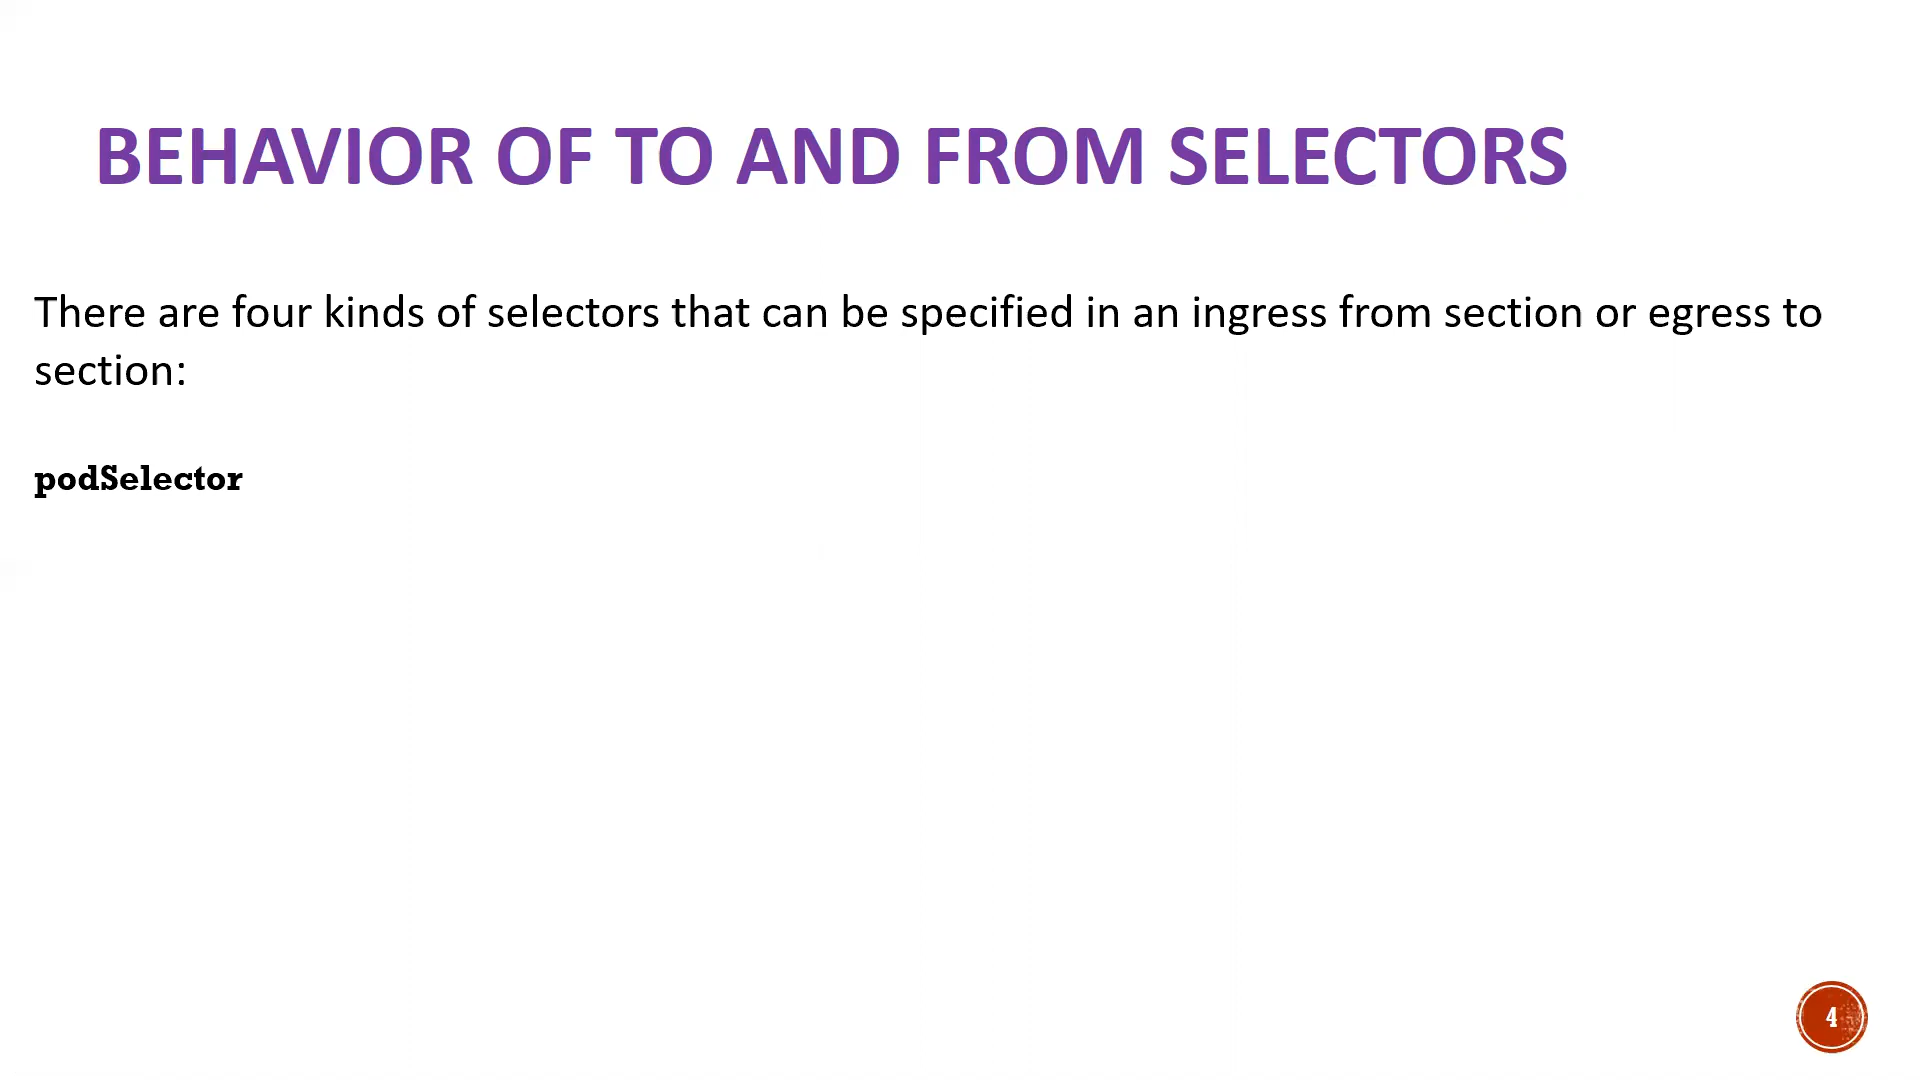 BEHAVIOR OF TO AND FROM SELECTORS
There are four kinds of selectors that can be specified in an ingress from section or egress to
section:
podSelector
4